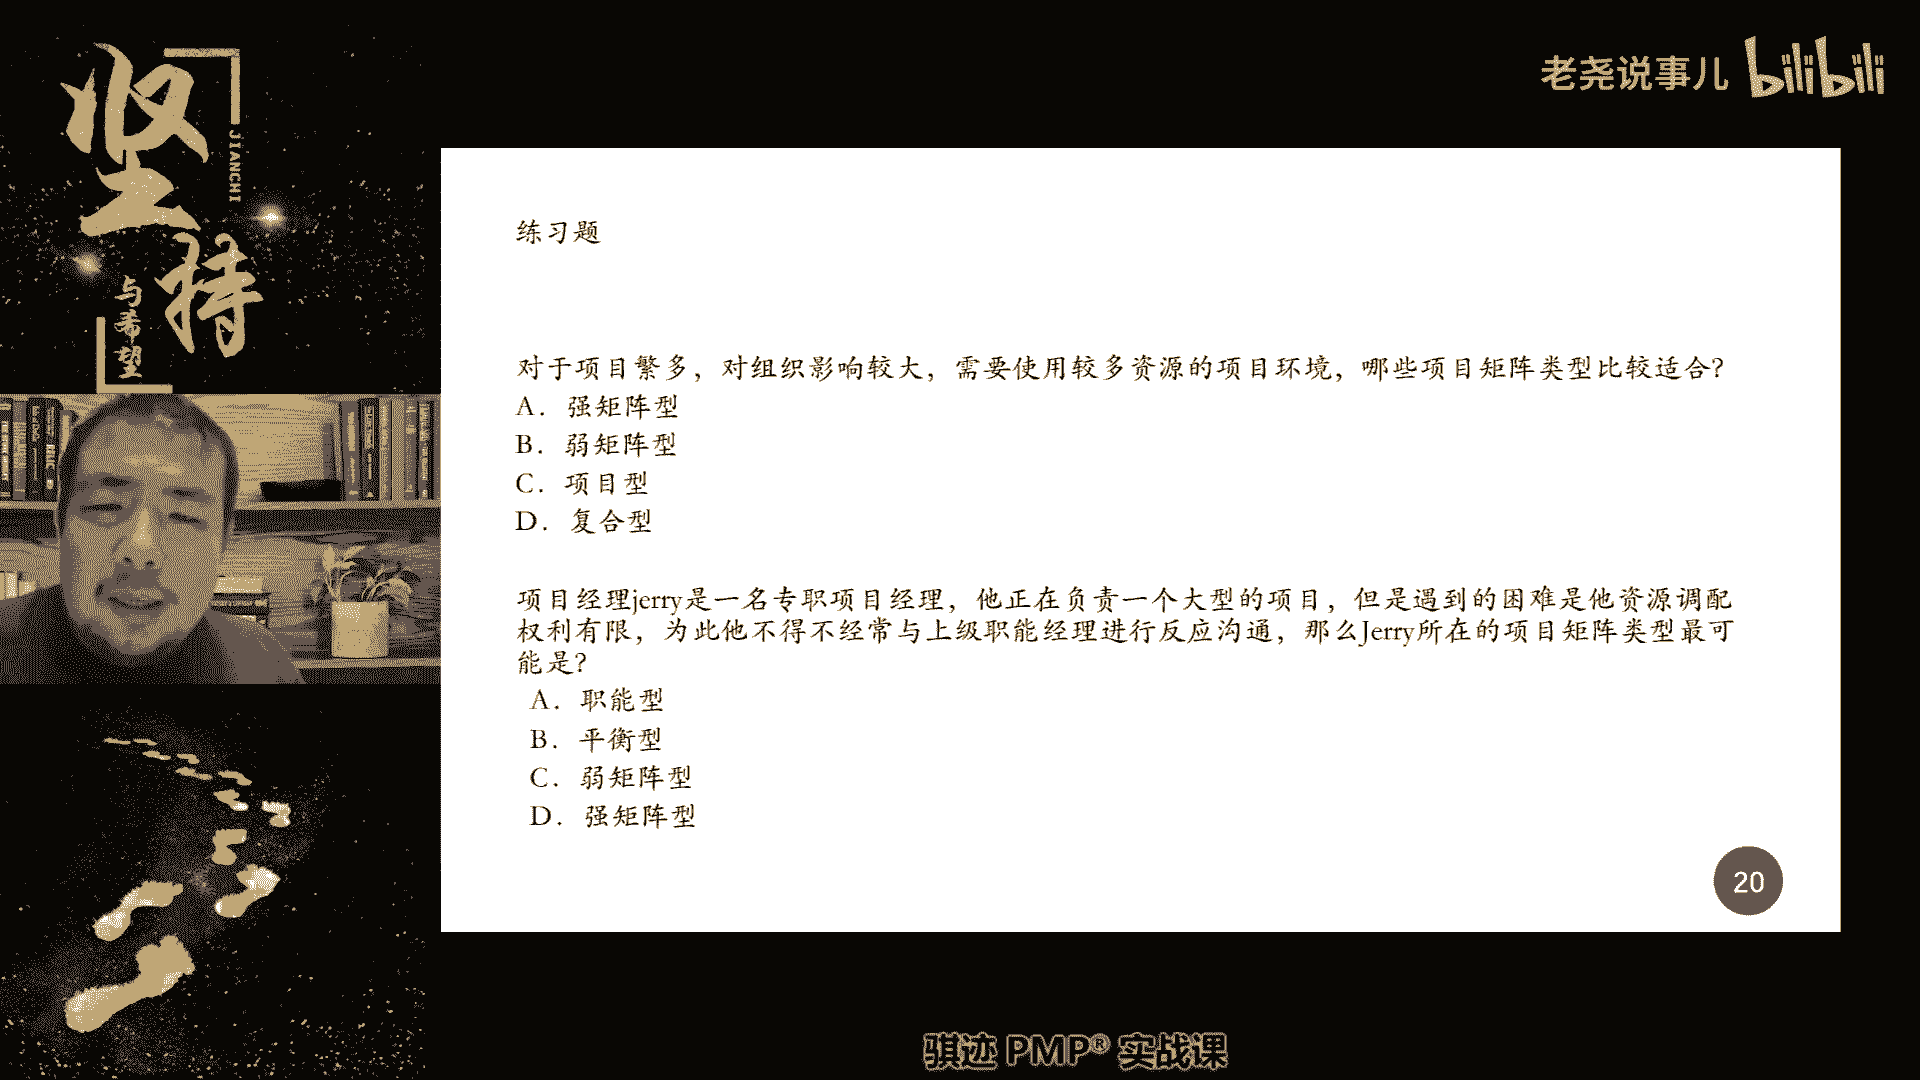 坚持
JIANCHI
与希望
老尧说事儿 bilibili
练习题
对于项目繁多，对组织影响较大，需要使用较多资源的项目环境，哪些项目矩阵类型比较适合？
A. 强矩阵型
B. 弱矩阵型
C. 项目型
D. 复合型
项目经理jerry是一名专职项目经理，他正在负责一个大型的项目，但是遇到的困难是他资源调配
权利有限，为此他不得不经常与上级职能经理进行反应沟通，那么Jerry所在的项目矩阵类型最可
能是？
A. 职能型
B. 平衡型
C. 弱矩阵型
D. 强矩阵型
20
骐迹 PMP® 实战课